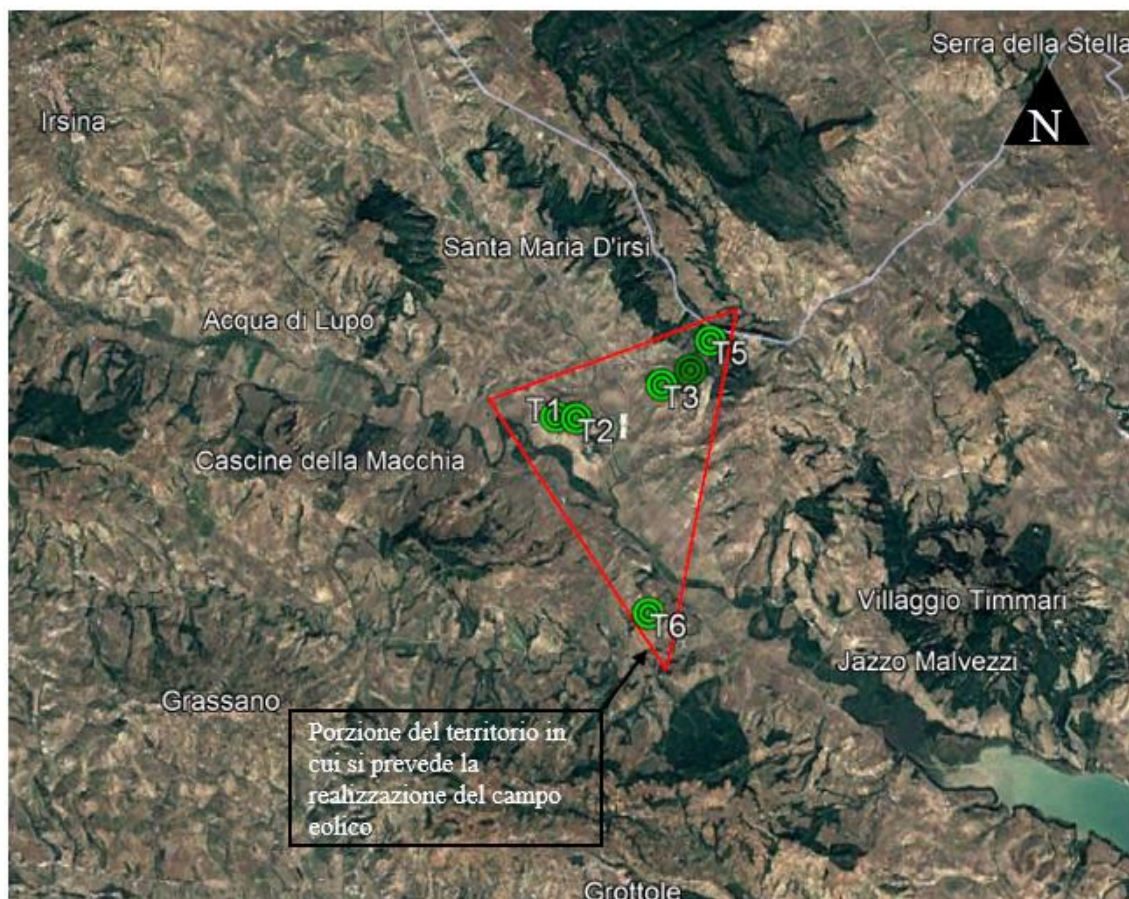 Serra della Stella
N
Irsina
Santa Maria D'irsi
Acqua di Lupo
T5
T3
T1
T2
Cascine della Macchia
Villaggio Timmari
T6
Jazzo Malvezzi
Grassano
Porzione del territorio in
cui si prevede la
realizzazione del campo
eolico
Grottole